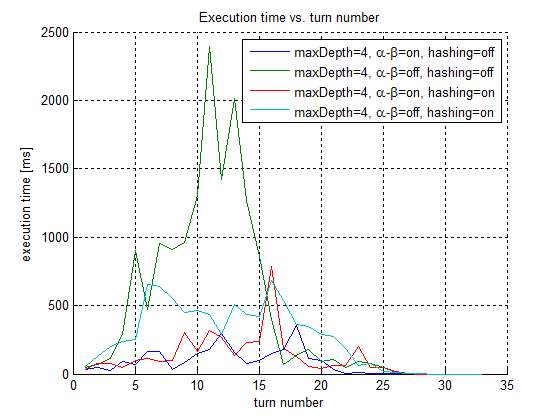 Execution time vs. turn number
2500
2000
1500
1000
500
0
execution time [ms]
maxDepth=4, α-β=on, hashing=off
maxDepth=4, α-β=off, hashing=off
maxDepth=4, α-β=on, hashing=on
maxDepth=4, α-β=off, hashing=on
0 5 10 15 20 25 30 35
turn number